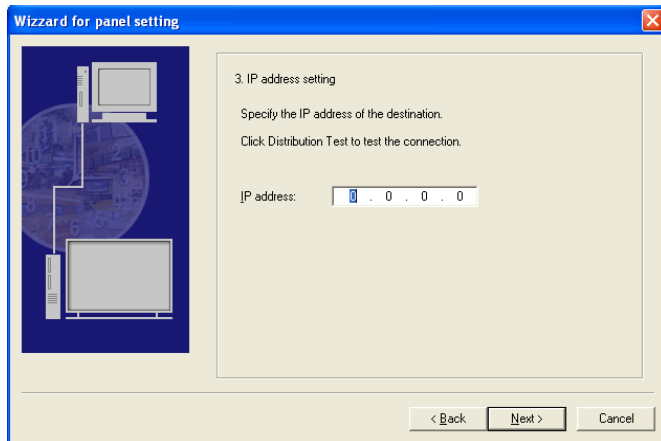 Wizzard for panel setting
3. IP address setting
Specify the IP address of the destination.
Click Distribution Test to test the connection.
IP address: 0 . 0 . 0 . 0
< Back Next > Cancel